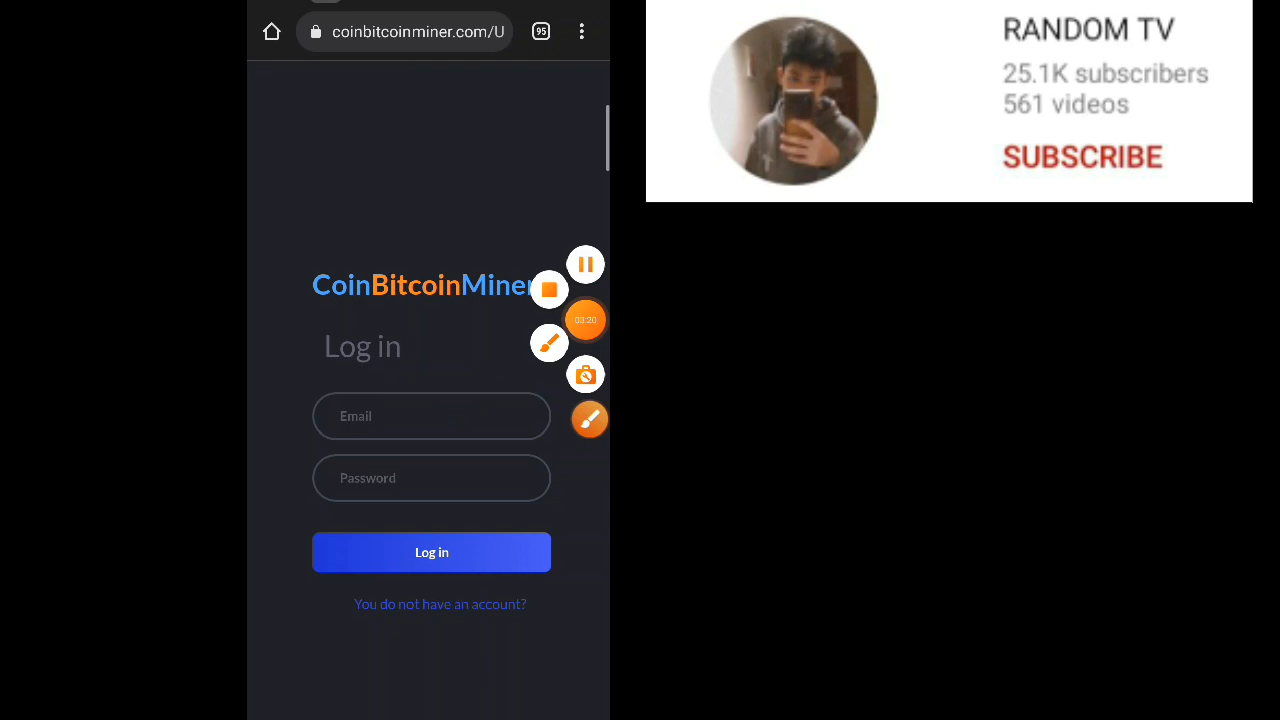 coinbitcoinminer.com/U
95
CoinBitcoinMiner
Log in
03:20
Email
Password
Log in
You do not have an account?
RANDOM TV
25.1K subscribers
561 videos
SUBSCRIBE